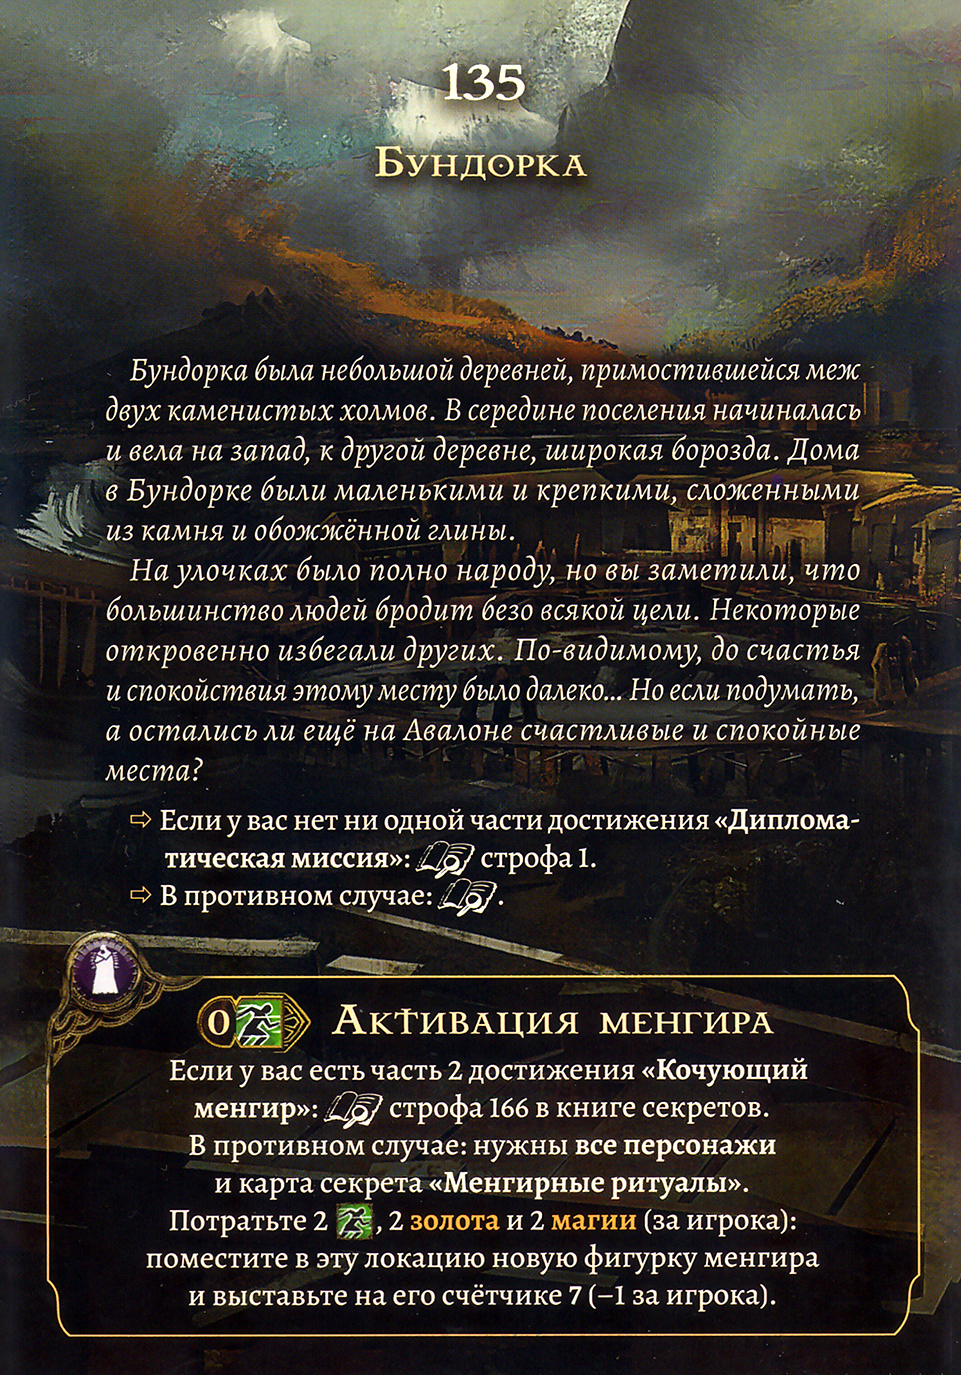 135
Бундорка
Бундорка была небольшой деревней, примостившейся меж
двух каменистых холмов. В середине поселения начиналась
и вела на запад, к другой деревне, широкая борозда. Дома
в Бундорке были маленькими и крепкими, сложенными
из камня и обожжённой глины.
На улочках было полно народу, но вы заметили, что
большинство людей бродит безо всякой цели. Некоторые
откровенно избегали других. По-видимому, до счастья
и спокойствия этому месту было далеко... Но если подумать,
а остались ли ещё на Авалоне счастливые и спокойные
места?
⇨ Если у вас нет ни одной части достижения «Диплома-
тическая миссия»: строфа 1.
⇨ В противном случае: .
0 Активация менгира
Если у вас есть часть 2 достижения «Кочующий
менгир»: строфа 166 в книге секретов.
В противном случае: нужны все персонажи
и карта секрета «Менгирные ритуалы».
Потратьте 2 , 2 золота и 2 магии (за игрока):
поместите в эту локацию новую фигурку менгира
и выставьте на его счётчике 7 (–1 за игрока).